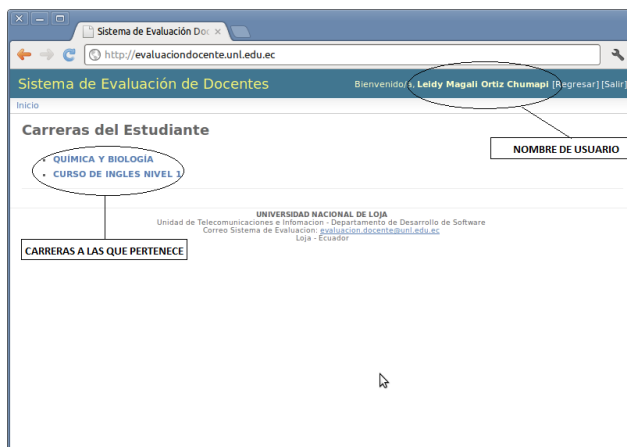 Sistema de Evaluación Doc
http://evaluaciondocente.unl.edu.ec
Sistema de Evaluación de Docentes
Bienvenido/a, Leidy Magali Ortiz Chumapi [Regresar] [Salir]
Inicio
Carreras del Estudiante
NOMBRE DE USUARIO
QUÍMICA Y BIOLOGÍA
CURSO DE INGLES NIVEL 1
UNIVERSIDAD NACIONAL DE LOJA
Unidad de Telecomunicaciones e Infomacion - Departamento de Desarrollo de Software
Correo Sistema de Evaluacion: evaluacion.docente@unl.edu.ec
Loja - Ecuador
CARRERAS A LAS QUE PERTENECE